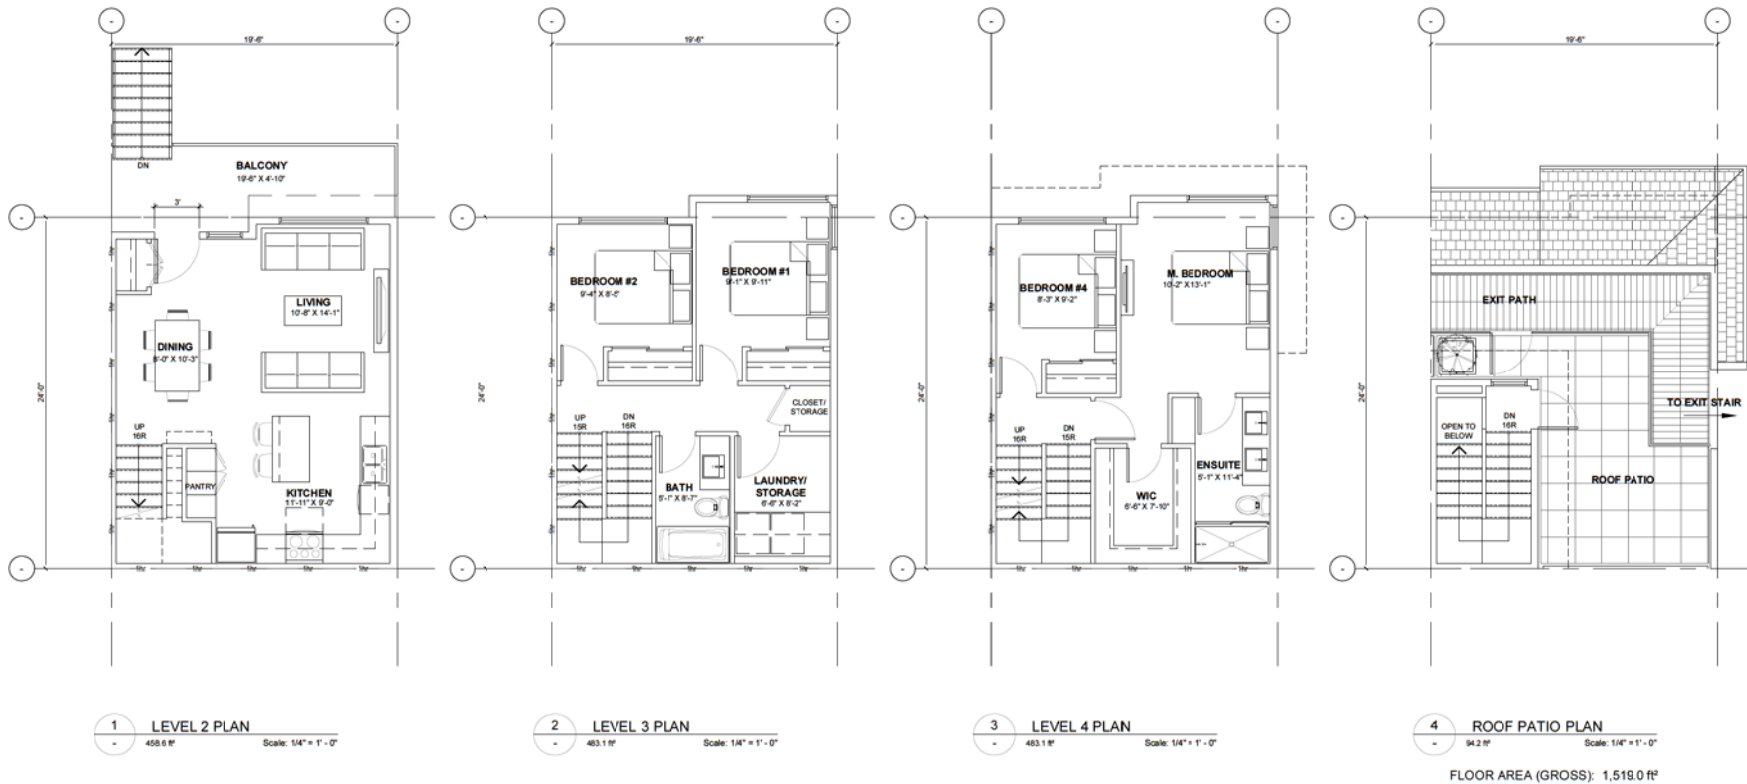 19'-6"
DN
BALCONY
19'-6" X 4'-10"
3'
LIVING
10'-8" X 14'-1"
DINING
8'-0" X 10'-3"
24'-0"
UP
16R
PANTRY
KITCHEN
11'-11" X 9'-0"
1
LEVEL 2 PLAN
-
458.6 ft²
Scale: 1/4" = 1' - 0"
19'-6"
BEDROOM #2
BEDROOM #1
9'-1" X 9'-11"
24'-0"
CLOSET/
STORAGE
UP
15R
DN
16R
BATH
5'-1" X 8'-7"
LAUNDRY/
STORAGE
6'-6" X 8'-2"
2
LEVEL 3 PLAN
-
483.1 ft²
Scale: 1/4" = 1' - 0"
M. BEDROOM
10'-2" X 13'-1"
BEDROOM #4
8'-3" X 9'-2"
24'-0"
UP
16R
DN
15R
ENSUITE
5'-1" X 11'-4"
WIC
6'-6" X 7'-10"
3
LEVEL 4 PLAN
-
483.1 ft²
Scale: 1/4" = 1' - 0"
19'-6"
EXIT PATH
24'-0"
TO EXIT STAIR
DN
16R
OPEN TO
BELOW
ROOF PATIO
4
ROOF PATIO PLAN
-
94.2 ft²
Scale: 1/4" = 1' - 0"
FLOOR AREA (GROSS): 1,519.0 ft²